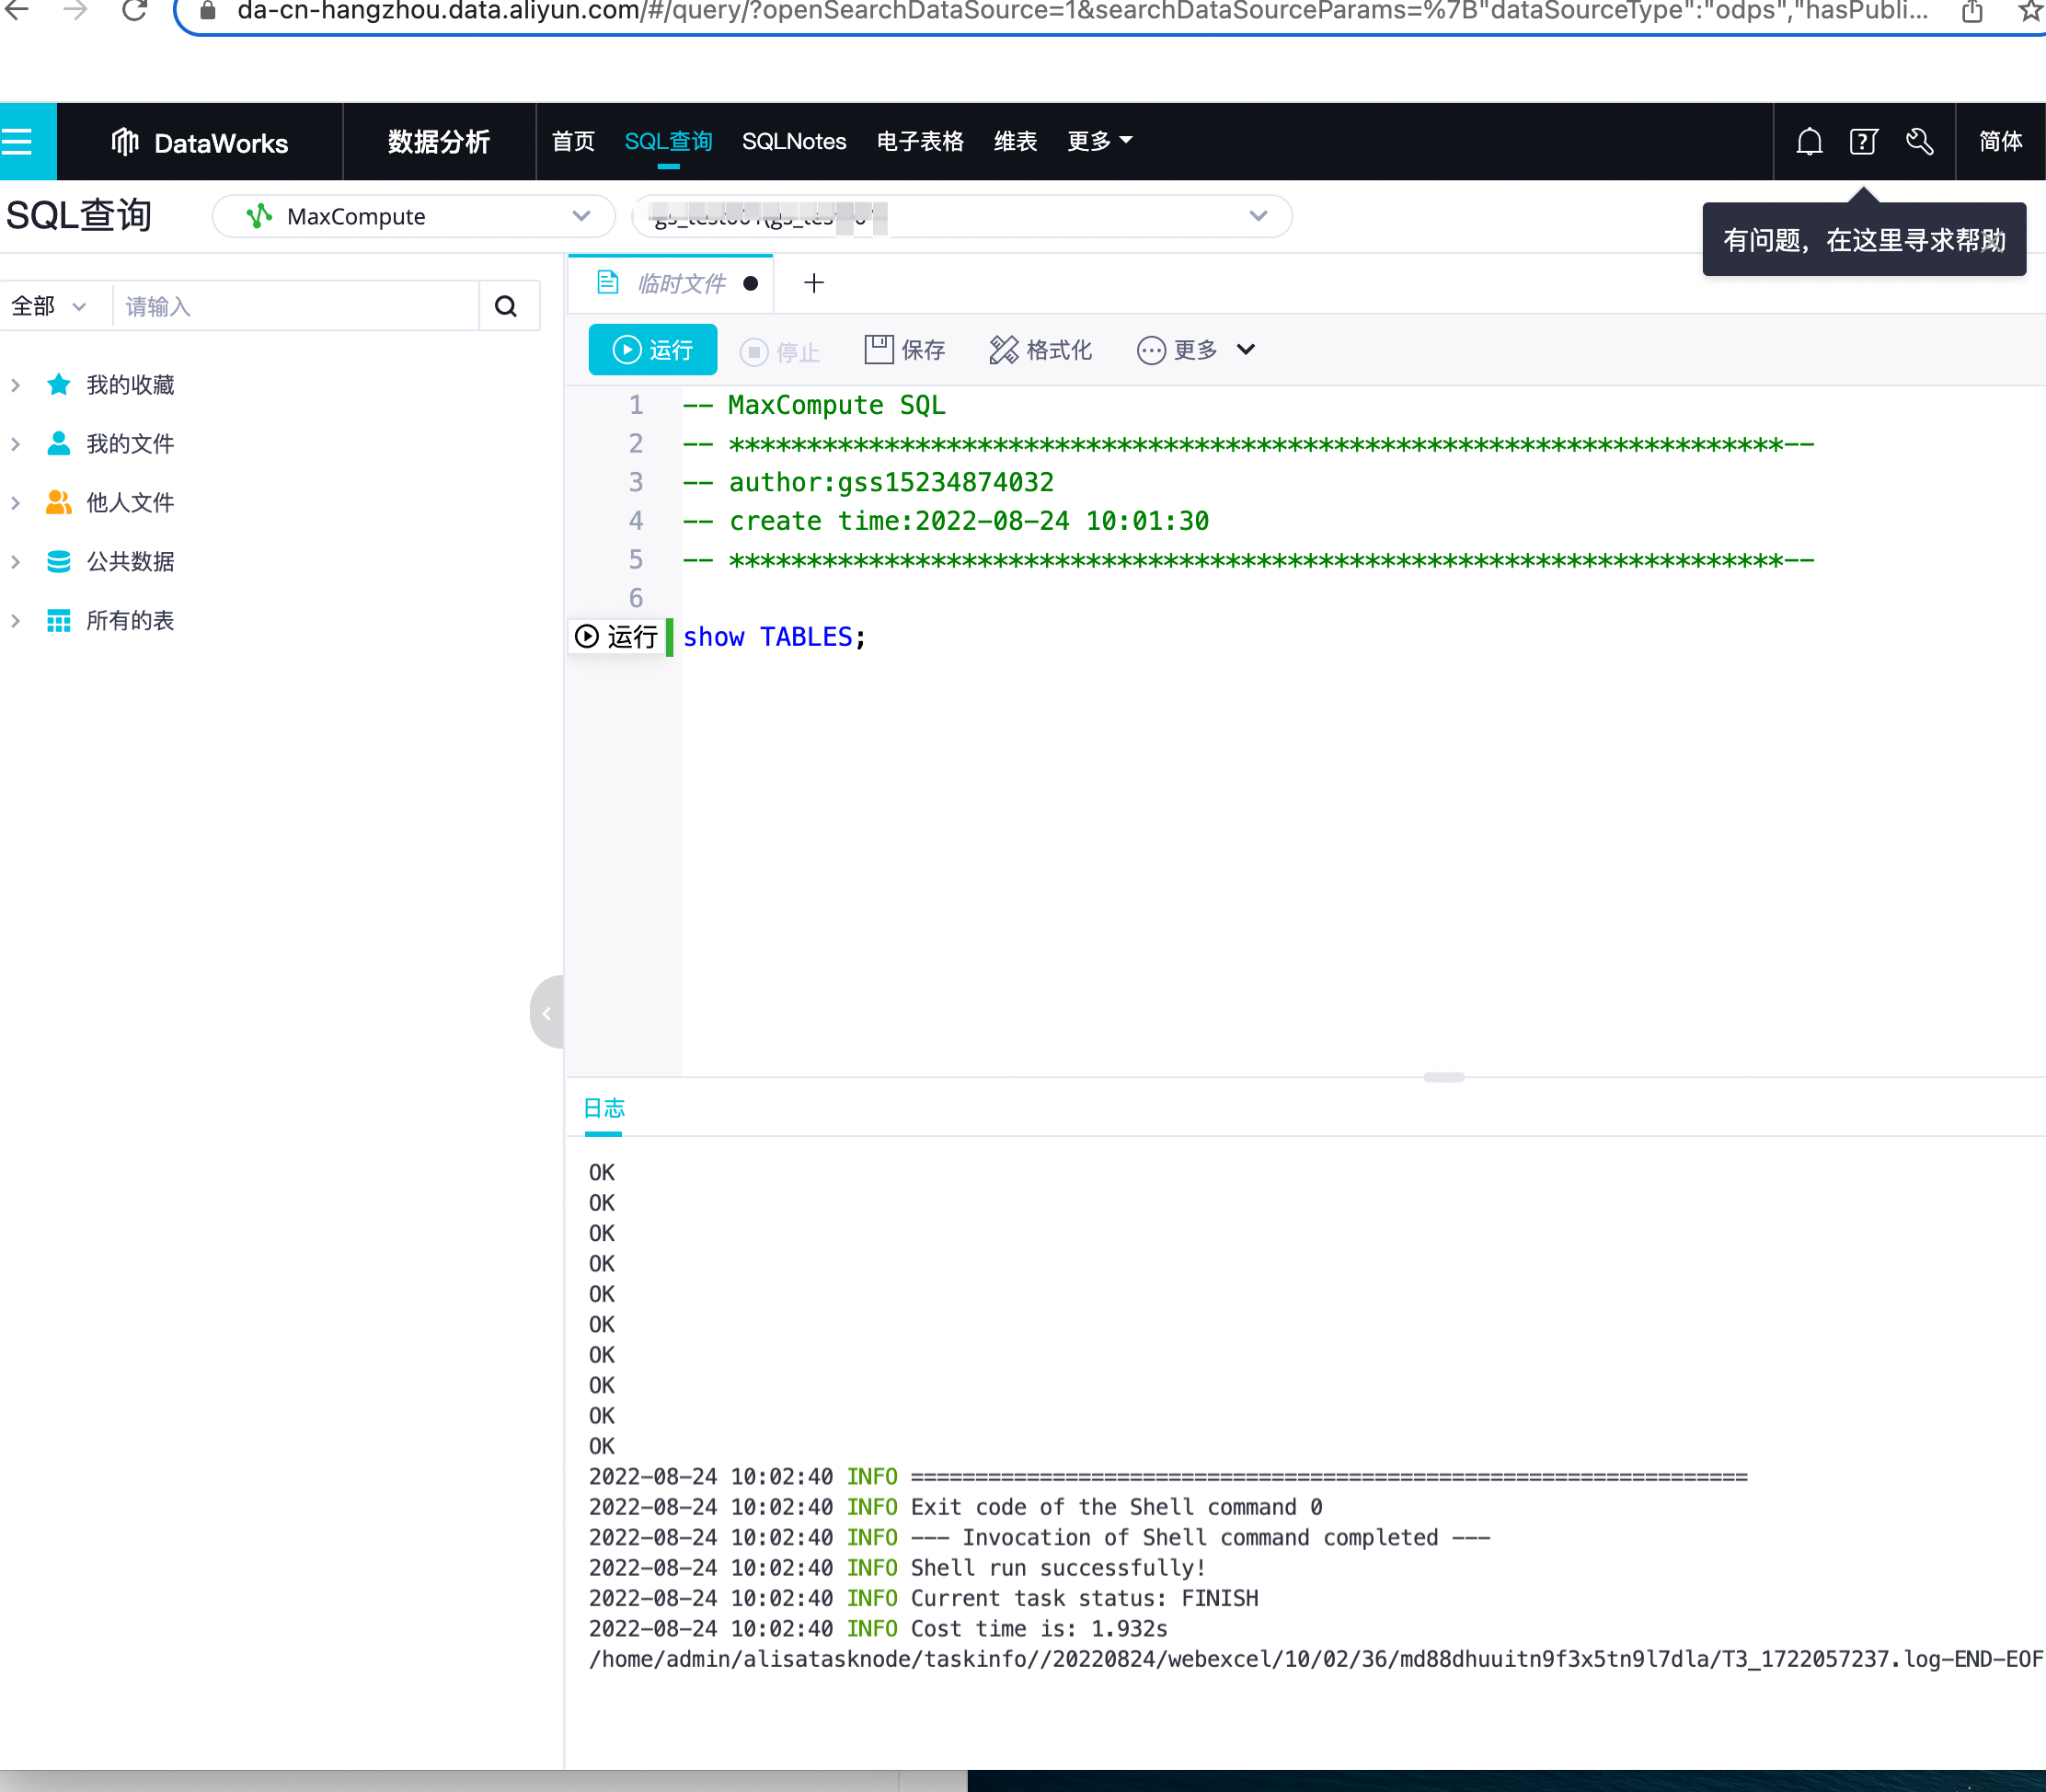 da-cn-hangzhou.data.aliyun.com/#/query/?openSearchDataSource=1&searchDataSourceParams=%7B"dataSourceType":"odps","hasPubli...
DataWorks 数据分析 首页 SQL查询 SQLNotes 电子表格 维表 更多 简体
SQL查询 MaxCompute
有问题，在这里寻求帮助
全部 请输入
临时文件
运行 停止 保存 格式化 更多
我的收藏
我的文件
他人文件
公共数据
所有的表
1 -- MaxCompute SQL
2 -- ********************************************************************--
3 -- author:gss15234874032
4 -- create time:2022-08-24 10:01:30
5 -- ********************************************************************--
6
运行 show TABLES;
日志
OK
OK
OK
OK
OK
OK
OK
OK
OK
OK
2022-08-24 10:02:40 INFO =================================================================
2022-08-24 10:02:40 INFO Exit code of the Shell command 0
2022-08-24 10:02:40 INFO --- Invocation of Shell command completed ---
2022-08-24 10:02:40 INFO Shell run successfully!
2022-08-24 10:02:40 INFO Current task status: FINISH
2022-08-24 10:02:40 INFO Cost time is: 1.932s
/home/admin/alisatasknode/taskinfo//20220824/webexcel/10/02/36/md88dhuuitn9f3x5tn9l7dla/T3_1722057237.log-END-EOF